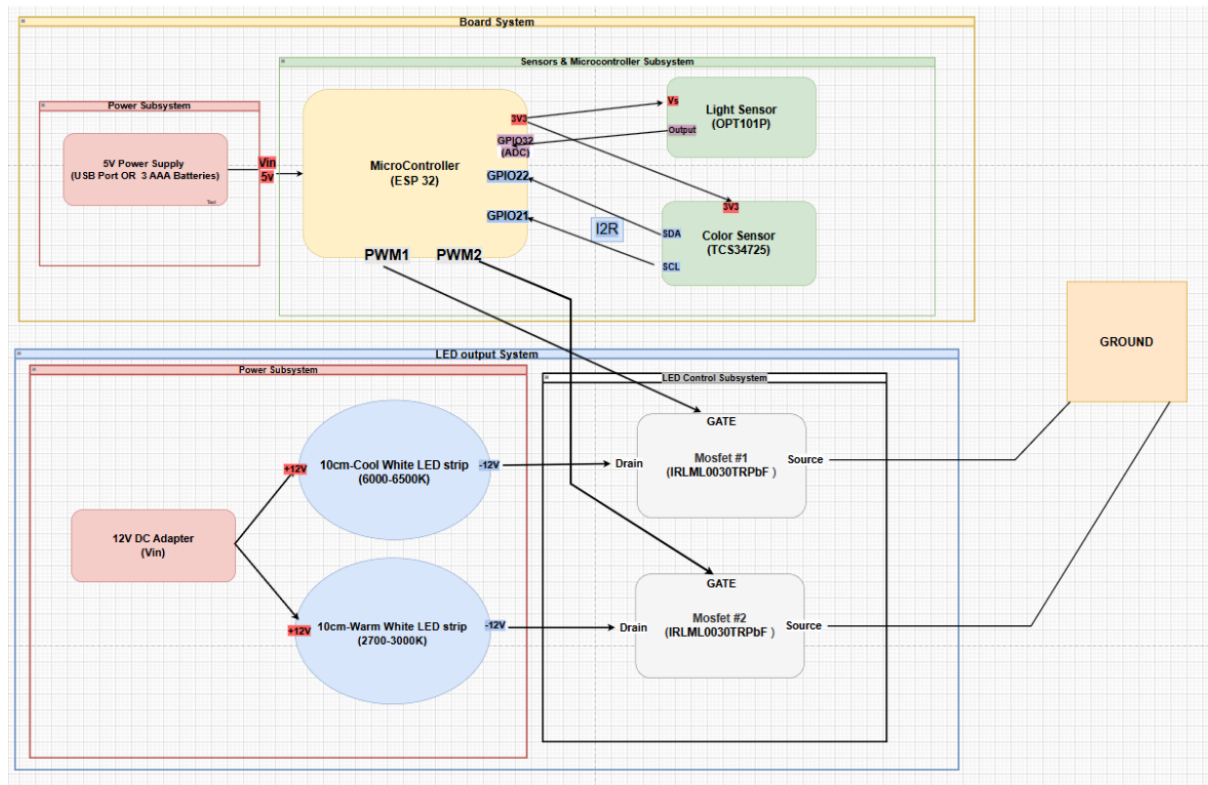 Board System
Sensors & Microcontroller Subsystem
Power Subsystem
5V Power Supply
(USB Port OR 3 AAA Batteries)
Text
Vin
5v
MicroController
(ESP 32)
3V3
GPIO32
(ADC)
GPIO22
GPIO21
PWM1
PWM2
Vs
Output
Light Sensor
(OPT101P)
3V3
SDA
SCL
Color Sensor
(TCS34725)
I2R
GROUND
LED output System
Power Subsystem
LED Control Subsystem
12V DC Adapter
(Vin)
+12V
10cm-Cool White LED strip
(6000-6500K)
-12V
+12V
10cm-Warm White LED strip
(2700-3000K)
-12V
GATE
Drain
Mosfet #1
(IRLML0030TRPbF )
Source
GATE
Drain
Mosfet #2
(IRLML0030TRPbF )
Source